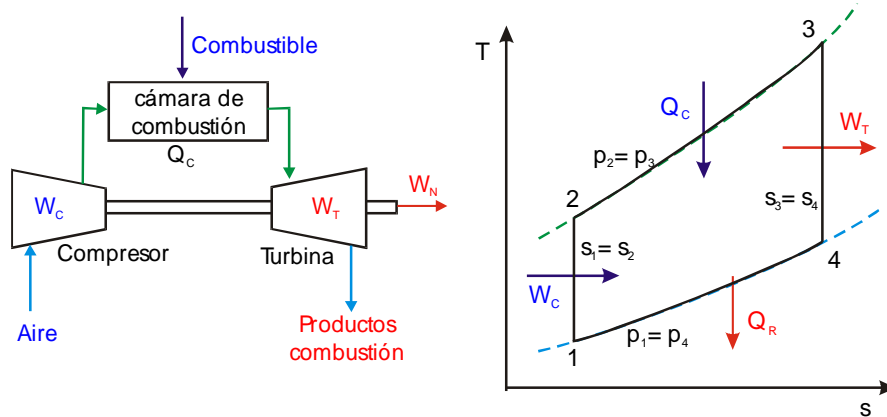 Combustible
cámara de
combustión
Q_C
W_C
W_T
W_N
Compresor
Turbina
Aire
Productos
combustión
T
3
Q_C
W_T
p₂= p₃
2
s₃= s₄
s₁= s₂
4
W_C
p₁= p₄
Q_R
1
s